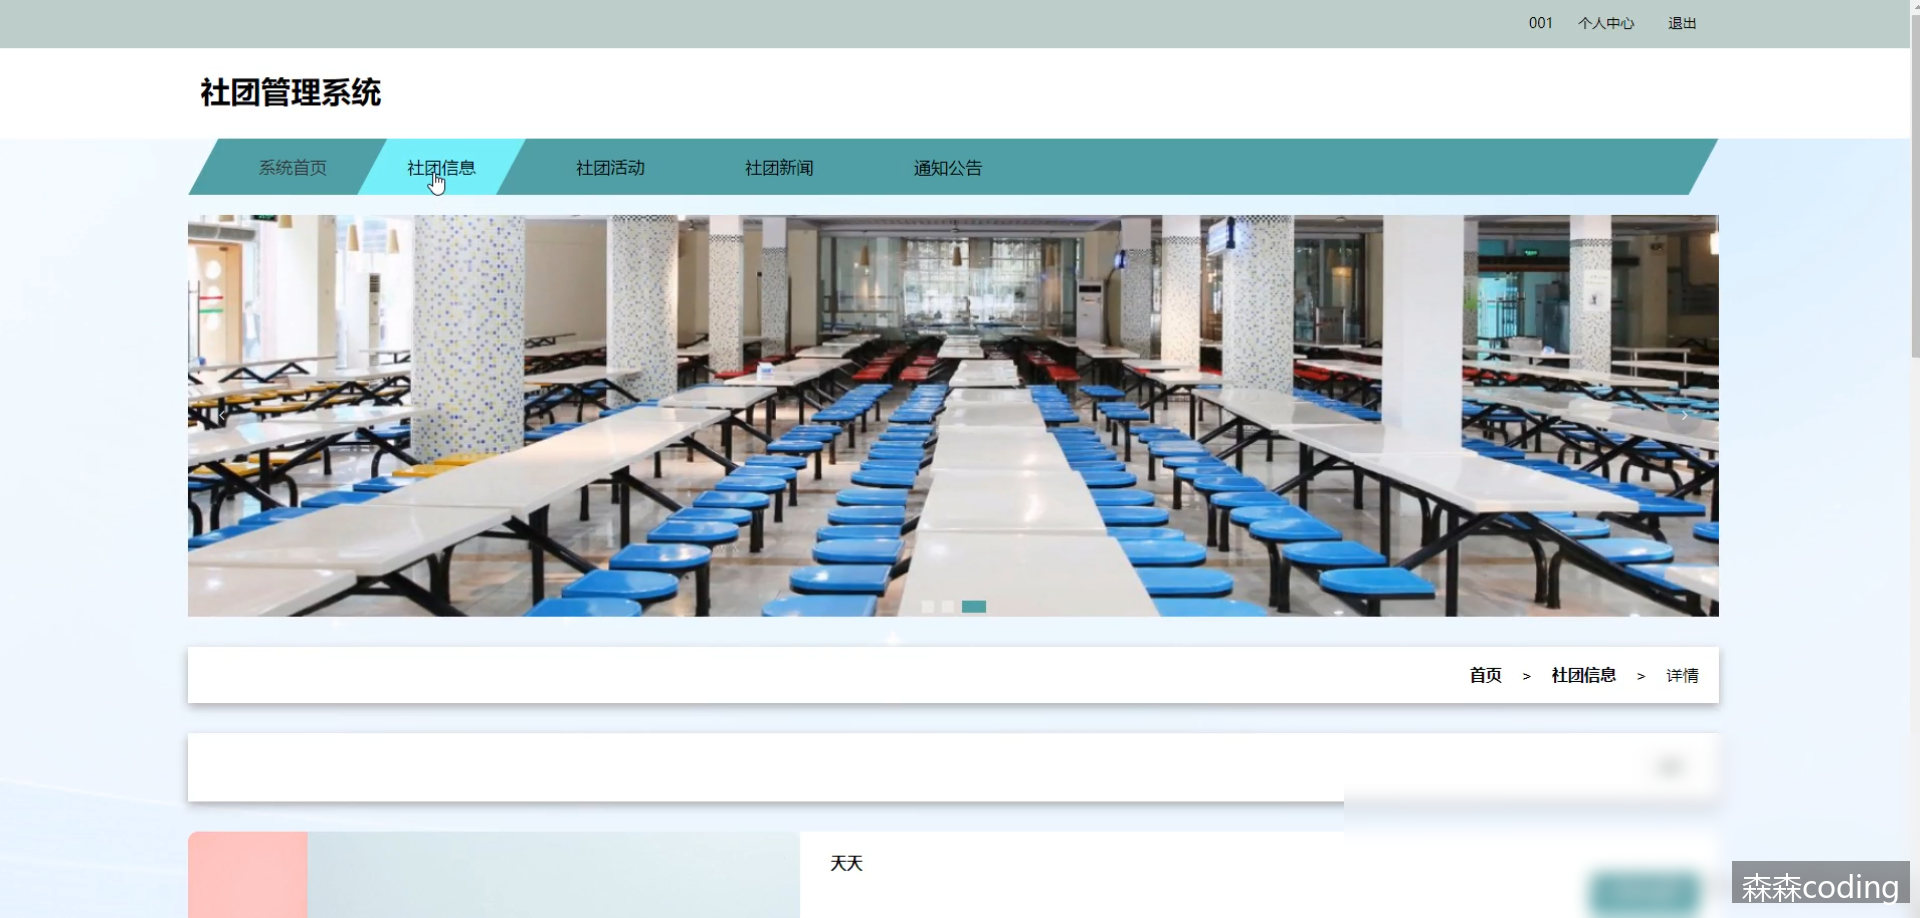 001 个人中心 退出
社团管理系统
系统首页 社团信息 社团活动 社团新闻 通知公告
首页 > 社团信息 > 详情
天天
森森coding